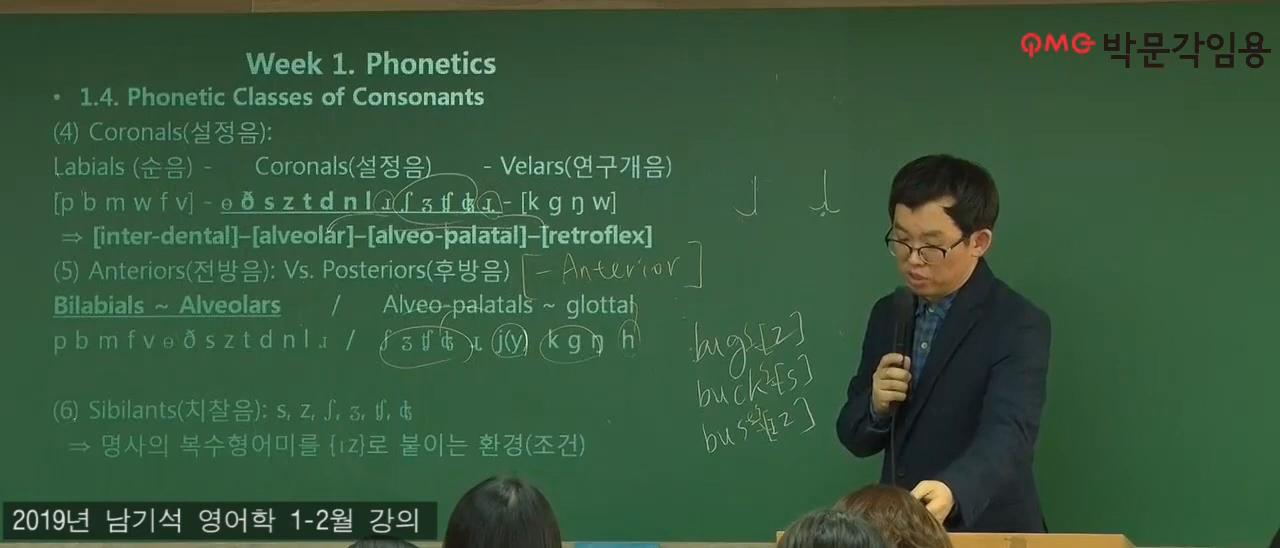 QMG 박문각임용
Week 1. Phonetics
• 1.4. Phonetic Classes of Consonants
(4) Coronals(설정음):
Labials (순음) - Coronals(설정음) - Velars(연구개음)
[p b m w f v] - ɵ ð s z t d n l ɹ ʃ ʒ ʧ ʤ ɻ - [k g ŋ w]
⇒ [inter-dental]–[alveolar]–[alveo-palatal]–[retroflex]
(5) Anteriors(전방음): Vs. Posteriors(후방음) [-Anterior]
Bilabials ~ Alveolars / Alveo-palatals ~ glottal
p b m f v ɵ ð s z t d n l ɹ / ʃ ʒ ʧ ʤ ɻ j(y) k g ŋ h
bugs[z]
bucks[s]
(6) Sibilants(치찰음): s, z, ʃ, ʒ, ʧ, ʤ
⇒ 명사의 복수형어미를 {ɪz}로 붙이는 환경(조건)
2019년 남기석 영어학 1-2월 강의